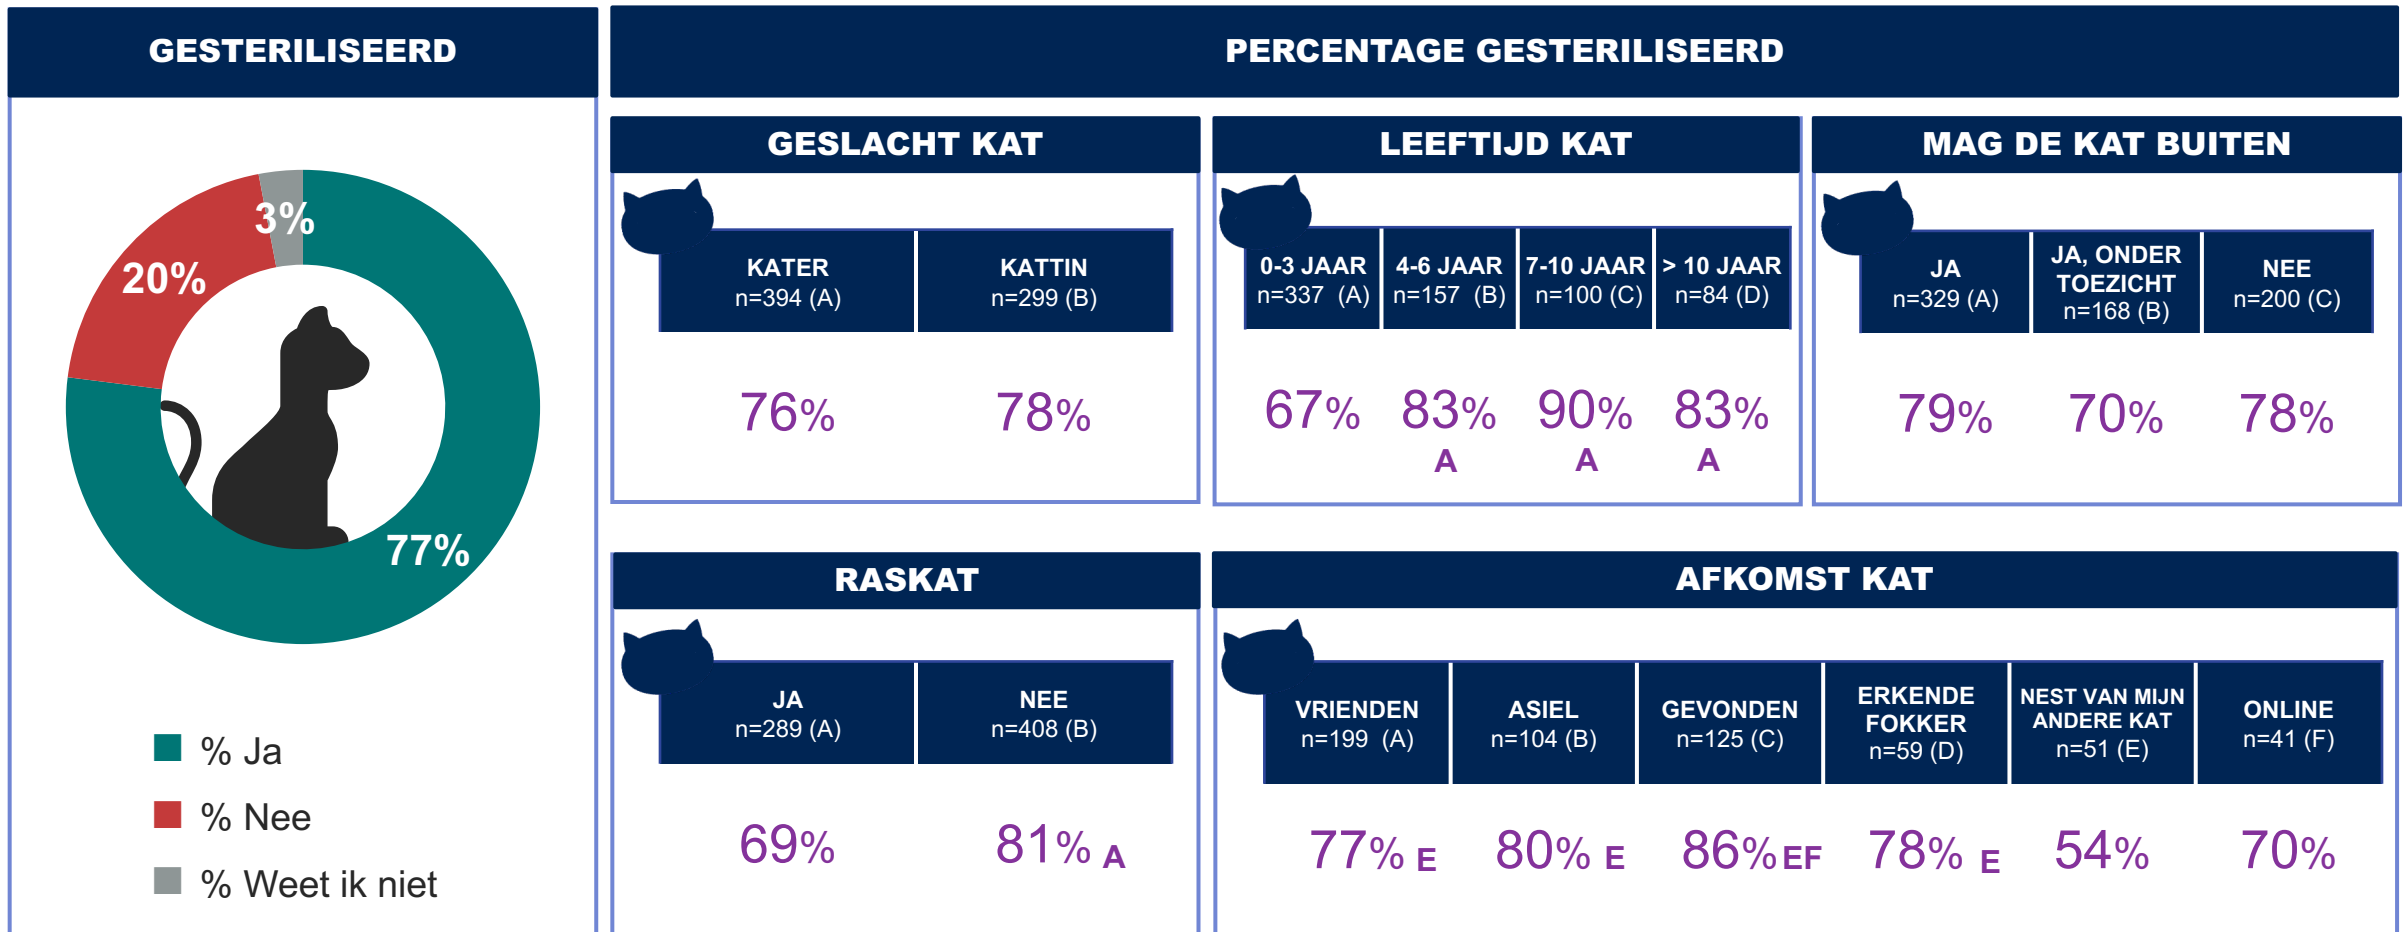 GESTERILISEERD
3%
20%
77%
% Ja
% Nee
% Weet ik niet
PERCENTAGE GESTERILISEERD
GESLACHT KAT
KATER
n=394 (A)
KATTIN
n=299 (B)
76%
78%
LEEFTIJD KAT
0-3 JAAR
n=337 (A)
4-6 JAAR
n=157 (B)
7-10 JAAR
n=100 (C)
> 10 JAAR
n=84 (D)
67%
83%
A
90%
A
83%
A
MAG DE KAT BUITEN
JA
n=329 (A)
JA, ONDER
TOEZICHT
n=168 (B)
NEE
n=200 (C)
79%
70%
78%
RASKAT
JA
n=289 (A)
NEE
n=408 (B)
69%
81% A
AFKOMST KAT
VRIENDEN
n=199 (A)
ASIEL
n=104 (B)
GEVONDEN
n=125 (C)
ERKENDE
FOKKER
n=59 (D)
NEST VAN MIJN
ANDERE KAT
n=51 (E)
ONLINE
n=41 (F)
77% E
80% E
86% EF
78% E
54%
70%